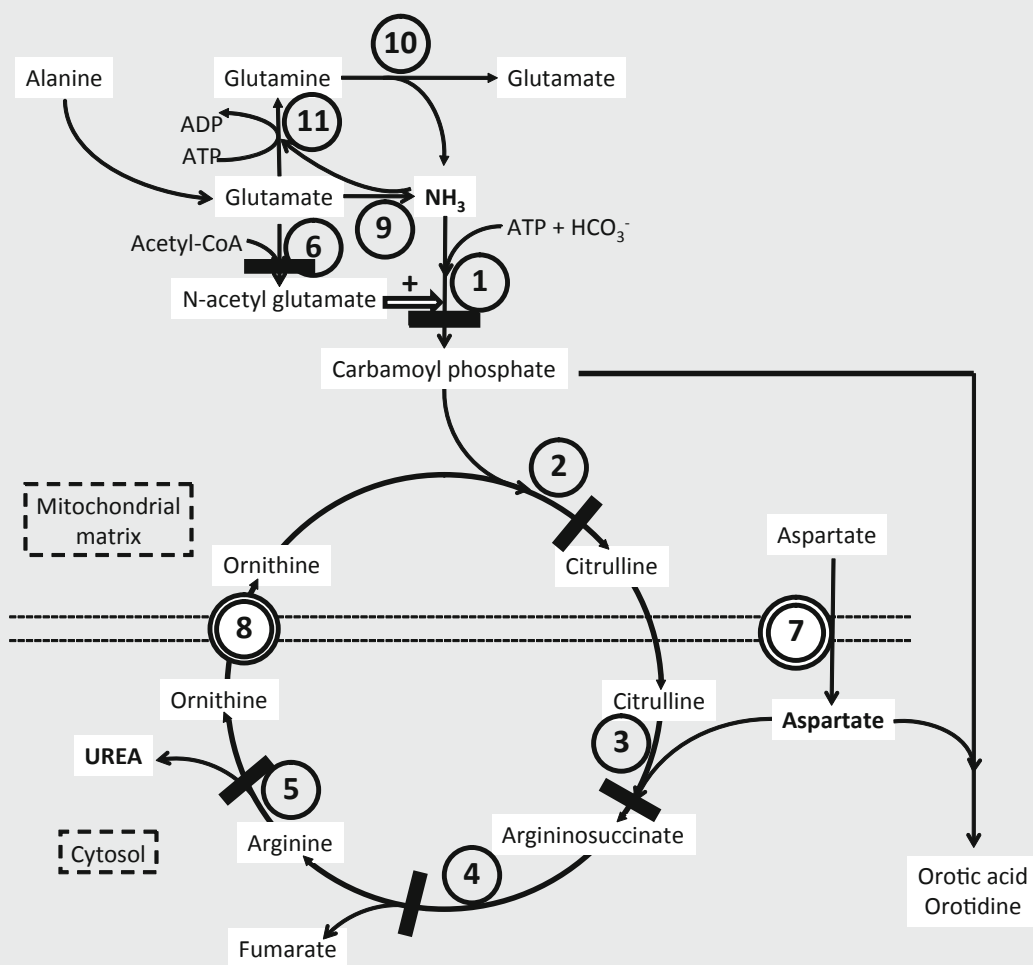 10
Alanine
Glutamine
Glutamate
ADP
11
ATP
Glutamate
NH₃
9
ATP + HCO₃⁻
Acetyl-CoA
6
+
1
N-acetyl glutamate
Carbamoyl phosphate
2
Mitochondrial
matrix
Aspartate
Ornithine
Citrulline
8
7
Ornithine
Citrulline
Aspartate
3
UREA
5
Arginine
Argininosuccinate
Cytosol
4
Orotic acid
Orotidine
Fumarate